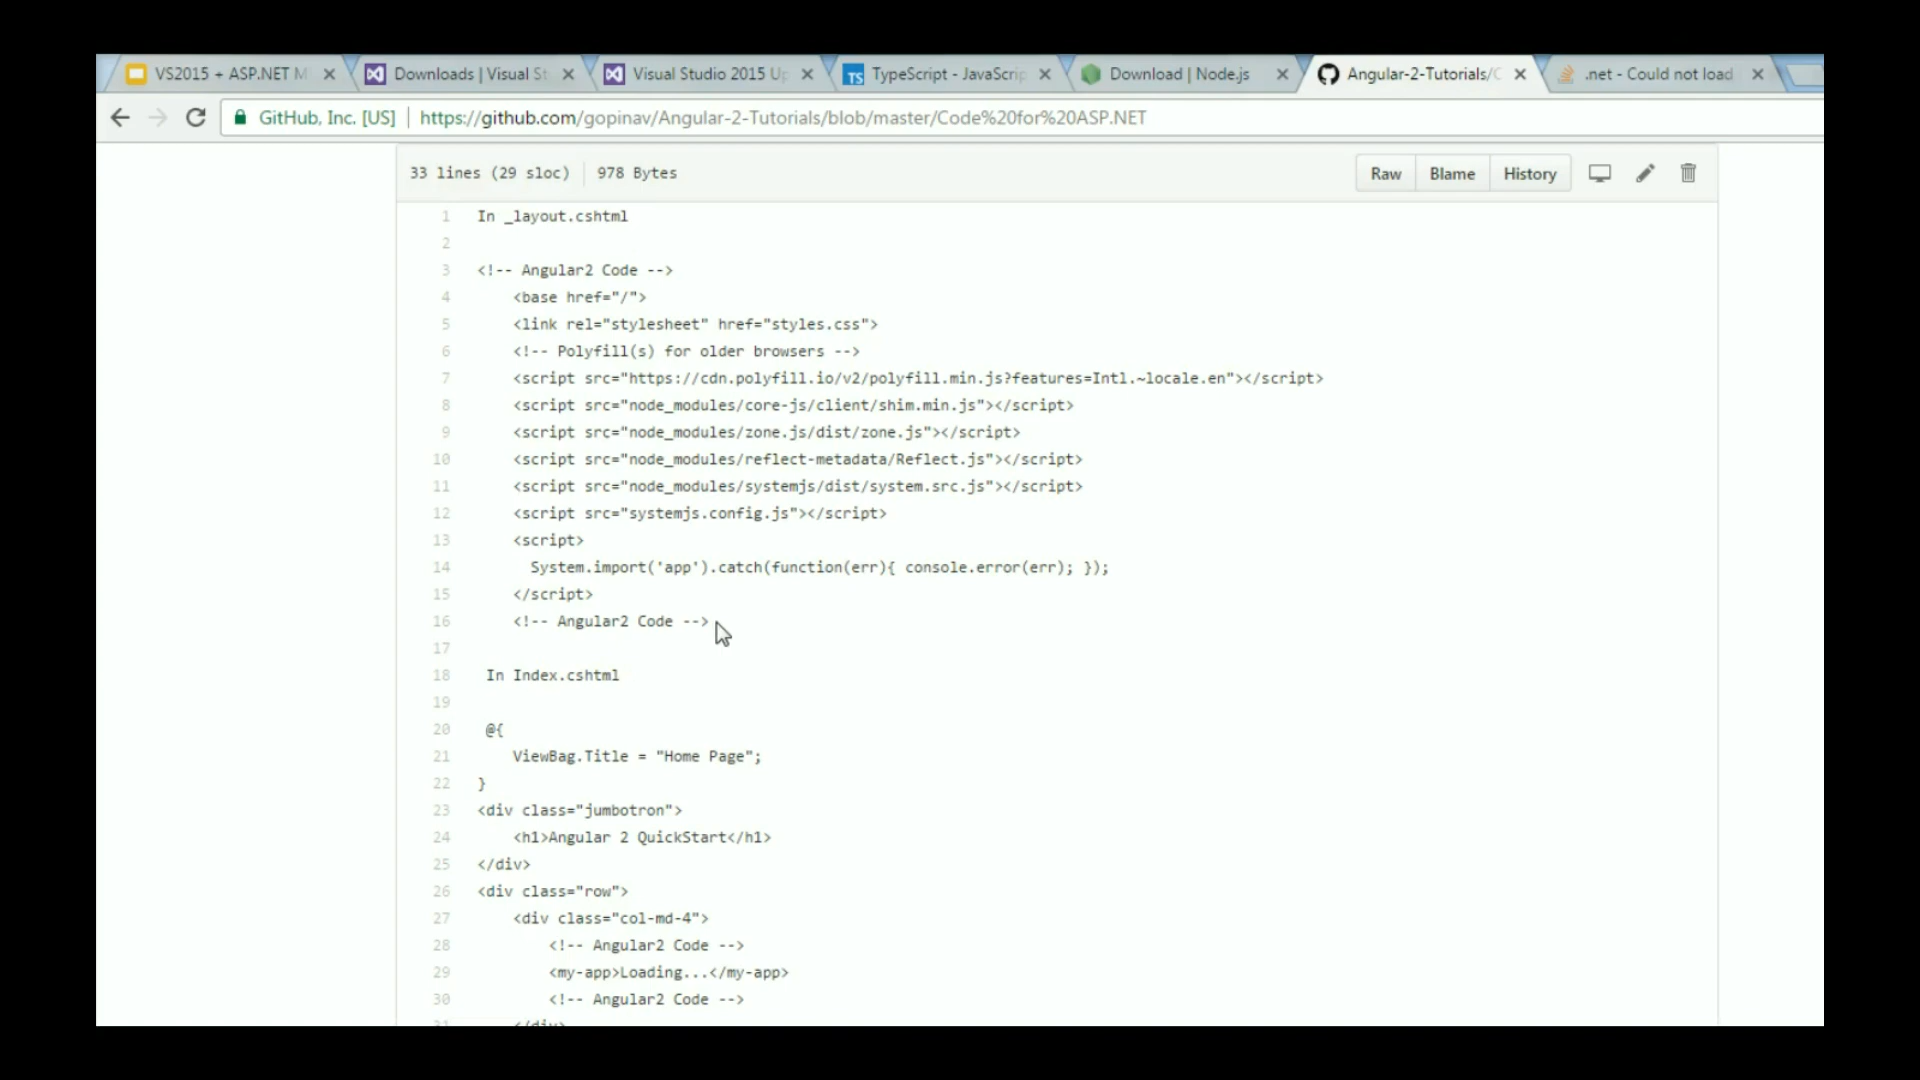 VS2015 + ASP.NET M
Downloads | Visual St
Visual Studio 2015 Up
TS TypeScript - JavaScrip
Download | Node.js
Angular-2-Tutorials/C
.net - Could not load
GitHub, Inc. [US] | https://github.com/gopinav/Angular-2-Tutorials/blob/master/Code%20for%20ASP.NET
33 lines (29 sloc) 978 Bytes
Raw Blame History
1 In _layout.cshtml
2
3 <!-- Angular2 Code -->
4 <base href="/">
5 <link rel="stylesheet" href="styles.css">
6 <!-- Polyfill(s) for older browsers -->
7 <script src="https://cdn.polyfill.io/v2/polyfill.min.js?features=Intl.~locale.en"></script>
8 <script src="node_modules/core-js/client/shim.min.js"></script>
9 <script src="node_modules/zone.js/dist/zone.js"></script>
10 <script src="node_modules/reflect-metadata/Reflect.js"></script>
11 <script src="node_modules/systemjs/dist/system.src.js"></script>
12 <script src="systemjs.config.js"></script>
13 <script>
14 System.import('app').catch(function(err){ console.error(err); });
15 </script>
16 <!-- Angular2 Code -->
17
18 In Index.cshtml
19
20 @{
21 ViewBag.Title = "Home Page";
22 }
23 <div class="jumbotron">
24 <h1>Angular 2 QuickStart</h1>
25 </div>
26 <div class="row">
27 <div class="col-md-4">
28 <!-- Angular2 Code -->
29 <my-app>Loading...</my-app>
30 <!-- Angular2 Code -->
31 </div>